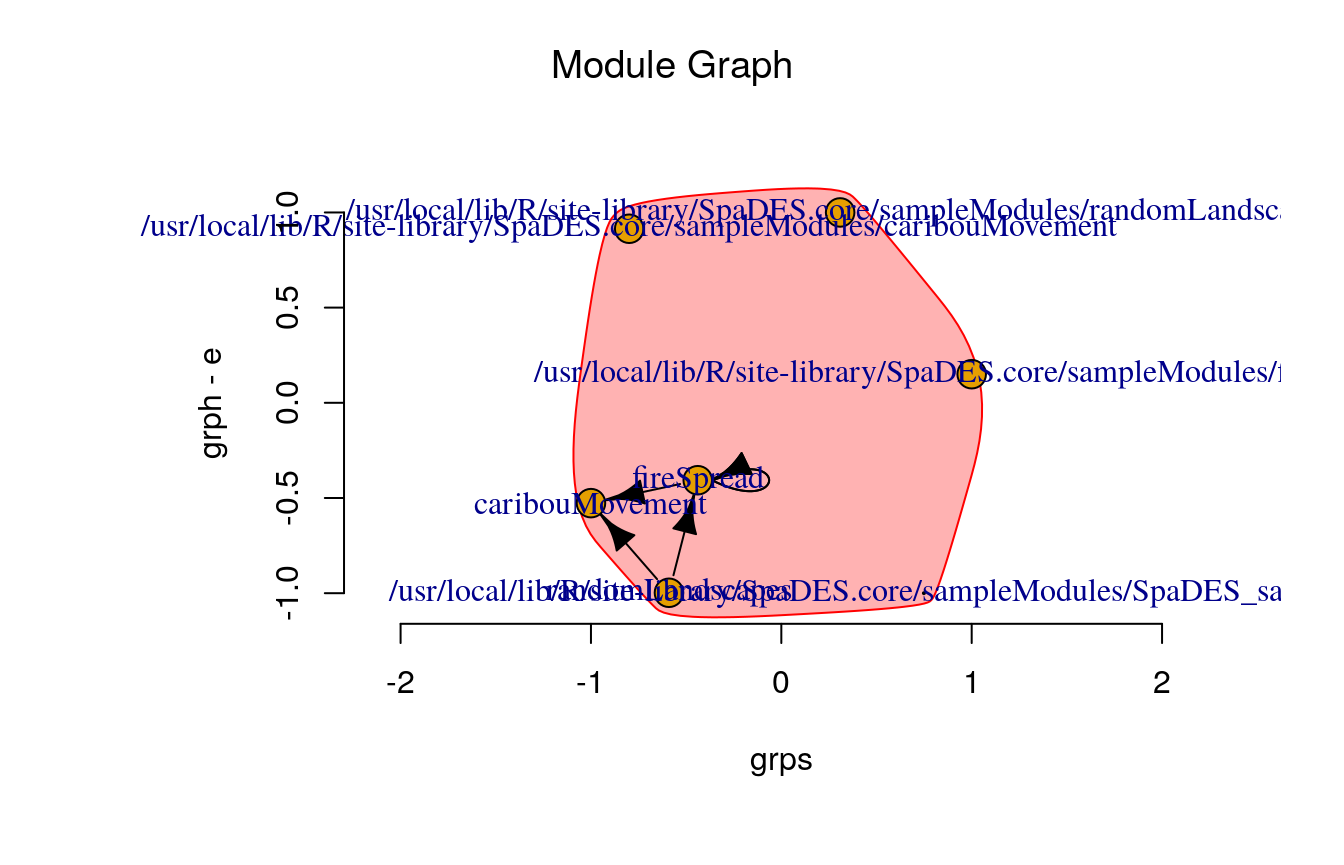 Module Graph
/usr/local/lib/R/site-library/SpaDES.core/sampleModules/randomLandsca
/usr/local/lib/R/site-library/SpaDES.core/sampleModules/caribouMovement
/usr/local/lib/R/site-library/SpaDES.core/sampleModules/f
fireSpread
caribouMovement
/usr/local/lib/R/site-library/SpaDES.core/sampleModules/SpaDES_sa
randomLandscapes
1.0
0.5
0.0
-0.5
-1.0
grph - e
-2 -1 0 1 2
grps